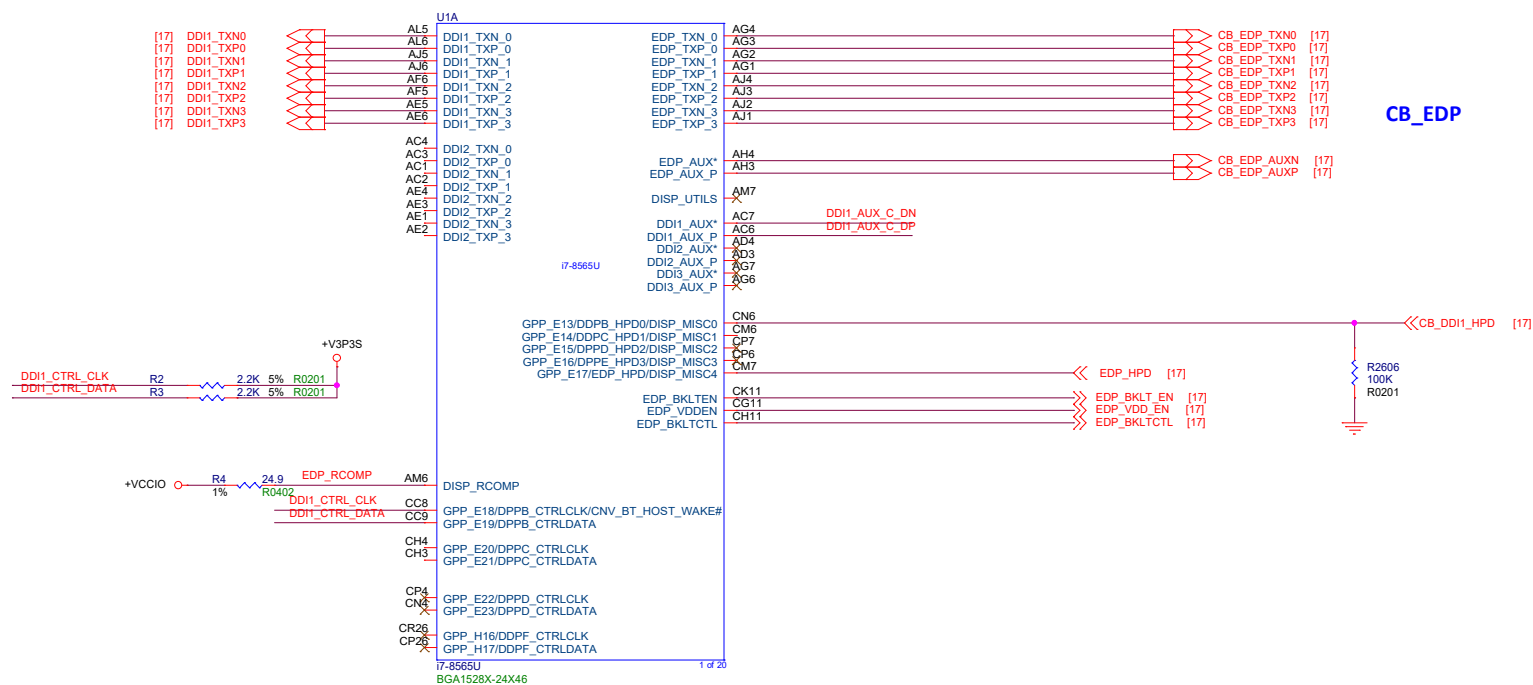 U1A
[17] DDI1_TXN0 AL5 DDI1_TXN_0 EDP_TXN_0 AG4 CB_EDP_TXN0 [17]
[17] DDI1_TXP0 AL6 DDI1_TXP_0 EDP_TXP_0 AG3 CB_EDP_TXP0 [17]
[17] DDI1_TXN1 AJ5 DDI1_TXN_1 EDP_TXN_1 AG2 CB_EDP_TXN1 [17]
[17] DDI1_TXP1 AJ6 DDI1_TXP_1 EDP_TXP_1 AG1 CB_EDP_TXP1 [17]
[17] DDI1_TXN2 AF6 DDI1_TXN_2 EDP_TXN_2 AJ4 CB_EDP_TXN2 [17]
[17] DDI1_TXP2 AF5 DDI1_TXP_2 EDP_TXP_2 AJ3 CB_EDP_TXP2 [17]
[17] DDI1_TXN3 AE5 DDI1_TXN_3 EDP_TXN_3 AJ2 CB_EDP_TXN3 [17]
[17] DDI1_TXP3 AE6 DDI1_TXP_3 EDP_TXP_3 AJ1 CB_EDP_TXP3 [17]
CB_EDP
AC4 DDI2_TXN_0
AC3 DDI2_TXP_0 EDP_AUX* AH4 CB_EDP_AUXN [17]
AC1 DDI2_TXN_1 EDP_AUX_P AH3 CB_EDP_AUXP [17]
AC2 DDI2_TXP_1
AE4 DDI2_TXN_2 DISP_UTILS AM7
AE3 DDI2_TXP_2
AE1 DDI2_TXN_3 DDI1_AUX* AC7 DDI1_AUX_C_DN
AE2 DDI2_TXP_3 DDI1_AUX_P AC6 DDI1_AUX_C_DP
DDI2_AUX* AD4
DDI2_AUX_P AD3
i7-8565U
DDI3_AUX* AG7
DDI3_AUX_P AG6
GPP_E13/DDPB_HPD0/DISP_MISC0 CN6 CB_DDI1_HPD [17]
GPP_E14/DDPC_HPD1/DISP_MISC1 CM6
GPP_E15/DPPD_HPD2/DISP_MISC2 CP7
GPP_E16/DPPE_HPD3/DISP_MISC3 CP6
GPP_E17/EDP_HPD/DISP_MISC4 CM7 EDP_HPD [17]
R2606
100K
R0201
+V3P3S
DDI1_CTRL_CLK R2 2.2K 5% R0201
DDI1_CTRL_DATA R3 2.2K 5% R0201
EDP_BKLTEN CK11 EDP_BKLT_EN [17]
EDP_VDDEN CG11 EDP_VDD_EN [17]
EDP_BKLTCTL CH11 EDP_BKLTCTL [17]
+VCCIO R4 24.9 EDP_RCOMP AM6 DISP_RCOMP
1% R0402
DDI1_CTRL_CLK CC8 GPP_E18/DPPB_CTRLCLK/CNV_BT_HOST_WAKE#
DDI1_CTRL_DATA CC9 GPP_E19/DPPB_CTRLDATA
CH4 GPP_E20/DPPC_CTRLCLK
CH3 GPP_E21/DPPC_CTRLDATA
CP4 GPP_E22/DPPD_CTRLCLK
CN4 GPP_E23/DPPD_CTRLDATA
CR26 GPP_H16/DDPF_CTRLCLK
CP26 GPP_H17/DDPF_CTRLDATA
i7-8565U 1 of 20
BGA1528X-24X46